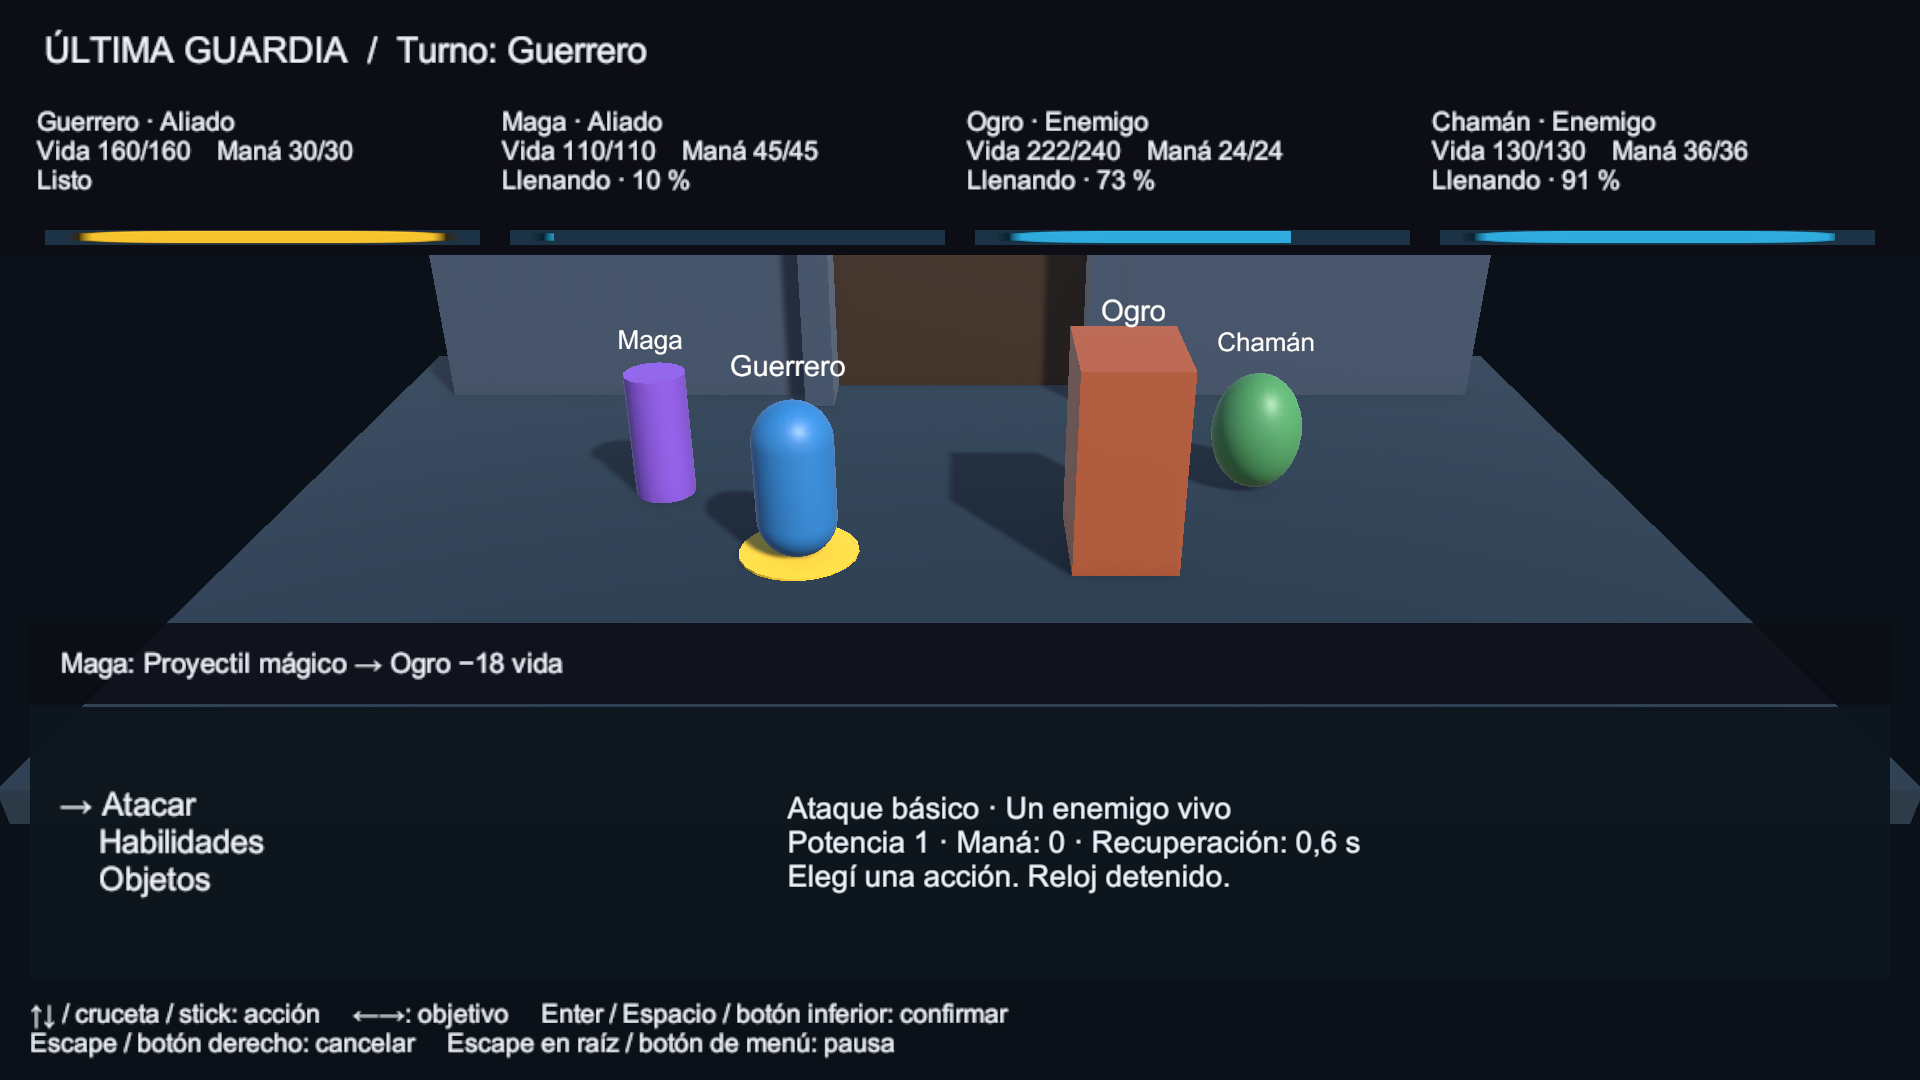 ÚLTIMA GUARDIA / Turno: Guerrero
Guerrero · Aliado
Vida 160/160 Maná 30/30
Listo
Maga · Aliado
Vida 110/110 Maná 45/45
Llenando · 10 %
Ogro · Enemigo
Vida 222/240 Maná 24/24
Llenando · 73 %
Chamán · Enemigo
Vida 130/130 Maná 36/36
Llenando · 91 %
Ogro
Maga
Chamán
Guerrero
Maga: Proyectil mágico → Ogro −18 vida
→ Atacar
Habilidades
Objetos
Ataque básico · Un enemigo vivo
Potencia 1 · Maná: 0 · Recuperación: 0,6 s
Elegí una acción. Reloj detenido.
↑↓ / cruceta / stick: acción ←→: objetivo Enter / Espacio / botón inferior: confirmar
Escape / botón derecho: cancelar Escape en raíz / botón de menú: pausa